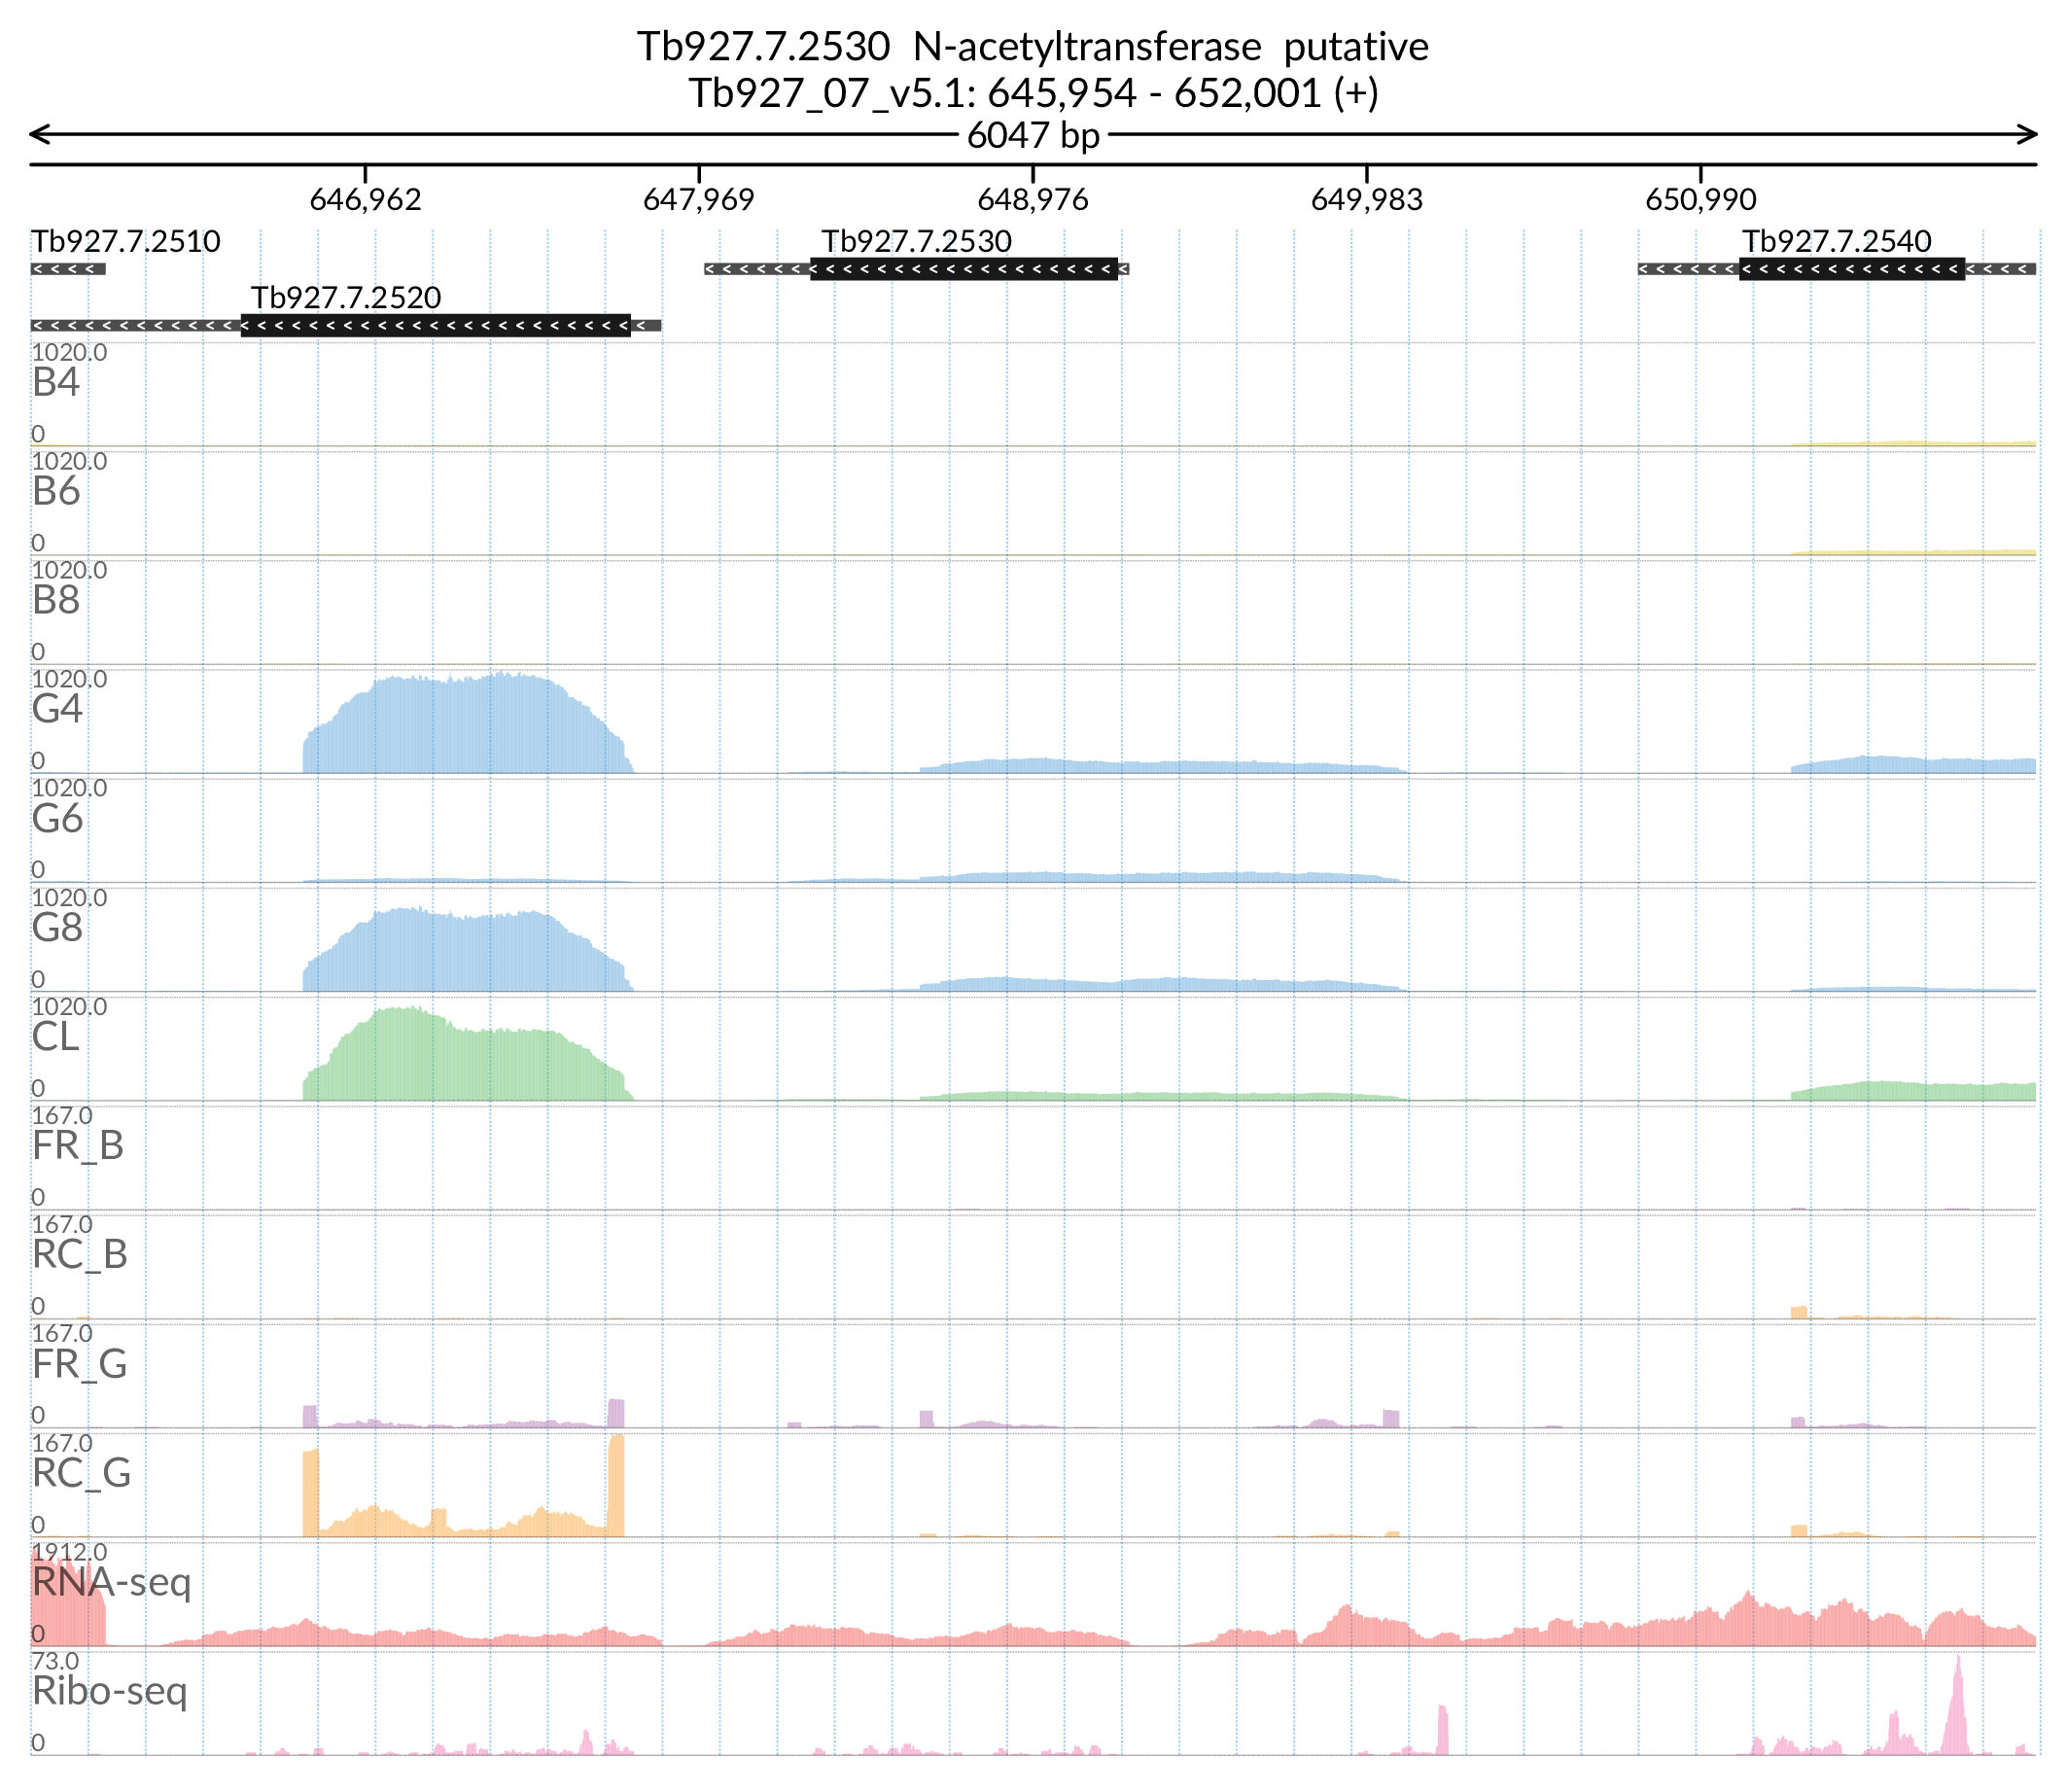 Tb927.7.2530 N-acetyltransferase putative
Tb927_07_v5.1: 645,954 - 652,001 (+)
6047 bp
646,962 647,969 648,976 649,983 650,990
Tb927.7.2510 Tb927.7.2530 Tb927.7.2540
Tb927.7.2520
1020.0
B4
0
1020.0
B6
0
1020.0
B8
0
1020.0
G4
0
1020.0
G6
0
1020.0
G8
0
1020.0
CL
0
167.0
FR_B
0
167.0
RC_B
0
167.0
FR_G
0
167.0
RC_G
0
1912.0
RNA-seq
0
73.0
Ribo-seq
0